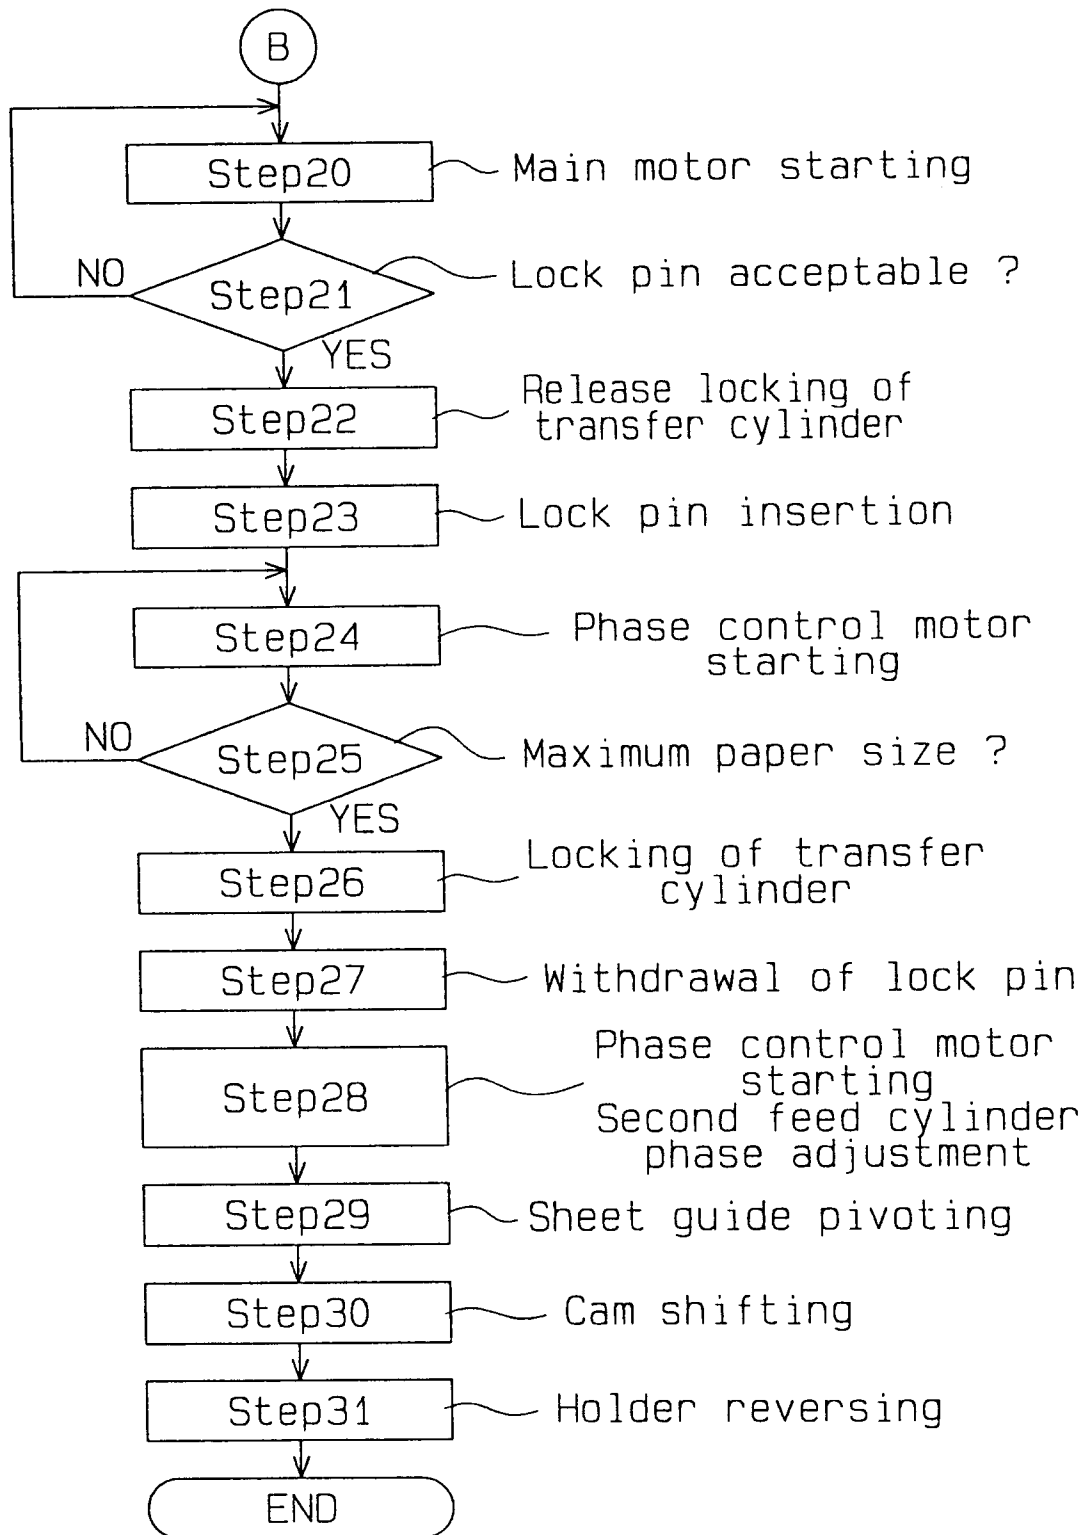 B
Step20
Main motor starting
Step21
Lock pin acceptable ?
NO
YES
Step22
Release locking of
transfer cylinder
Step23
Lock pin insertion
Step24
Phase control motor
starting
Step25
Maximum paper size ?
NO
YES
Step26
Locking of transfer
cylinder
Step27
Withdrawal of lock pin
Step28
Phase control motor
starting
Second feed cylinder
phase adjustment
Step29
Sheet guide pivoting
Step30
Cam shifting
Step31
Holder reversing
END